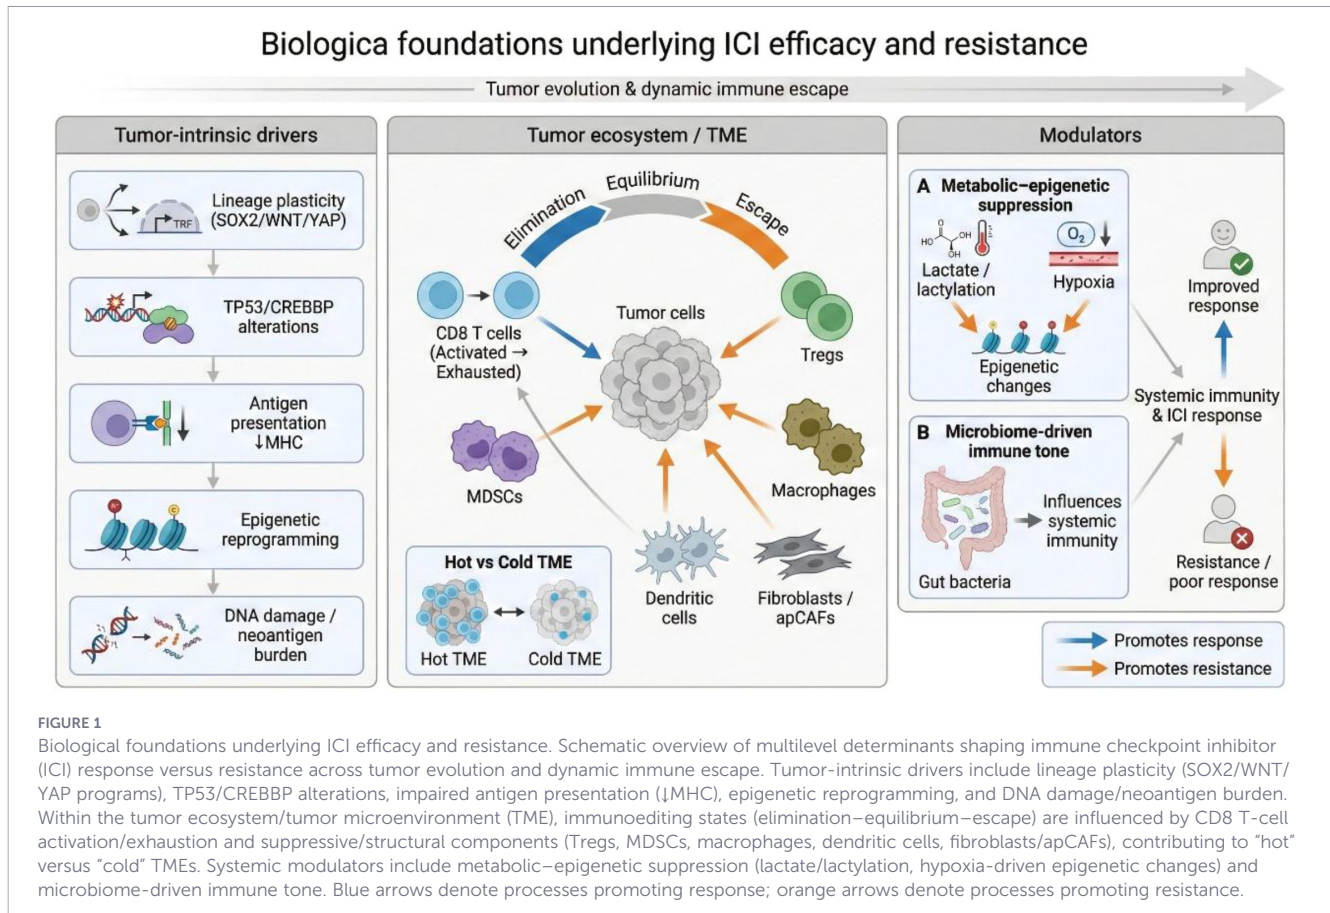 Biologica foundations underlying ICI efficacy and resistance
Tumor evolution & dynamic immune escape
Tumor-intrinsic drivers
Lineage plasticity
(SOX2/WNT/YAP)
TRF
TP53/CREBBP
alterations
Antigen
presentation
↓MHC
Epigenetic
reprogramming
DNA damage /
neoantigen
burden
Tumor ecosystem / TME
Elimination
Equilibrium
Escape
CD8 T cells
(Activated →
Exhausted)
Tumor cells
Tregs
MDSCs
Macrophages
Dendritic
cells
Fibroblasts /
apCAFs
Hot vs Cold TME
Hot TME
Cold TME
Modulators
A Metabolic–epigenetic
suppression
HO
O
OH
OH
O₂
Lactate /
lactylation
Hypoxia
Epigenetic
changes
B Microbiome-driven
immune tone
Gut bacteria
Influences
systemic
immunity
Improved
response
Systemic immunity
& ICI response
Resistance /
poor response
Promotes response
Promotes resistance
FIGURE 1
Biological foundations underlying ICI efficacy and resistance. Schematic overview of multilevel determinants shaping immune checkpoint inhibitor
(ICI) response versus resistance across tumor evolution and dynamic immune escape. Tumor-intrinsic drivers include lineage plasticity (SOX2/WNT/
YAP programs), TP53/CREBBP alterations, impaired antigen presentation (↓MHC), epigenetic reprogramming, and DNA damage/neoantigen burden.
Within the tumor ecosystem/tumor microenvironment (TME), immunoediting states (elimination–equilibrium–escape) are influenced by CD8 T-cell
activation/exhaustion and suppressive/structural components (Tregs, MDSCs, macrophages, dendritic cells, fibroblasts/apCAFs), contributing to “hot”
versus “cold” TMEs. Systemic modulators include metabolic–epigenetic suppression (lactate/lactylation, hypoxia-driven epigenetic changes) and
microbiome-driven immune tone. Blue arrows denote processes promoting response; orange arrows denote processes promoting resistance.